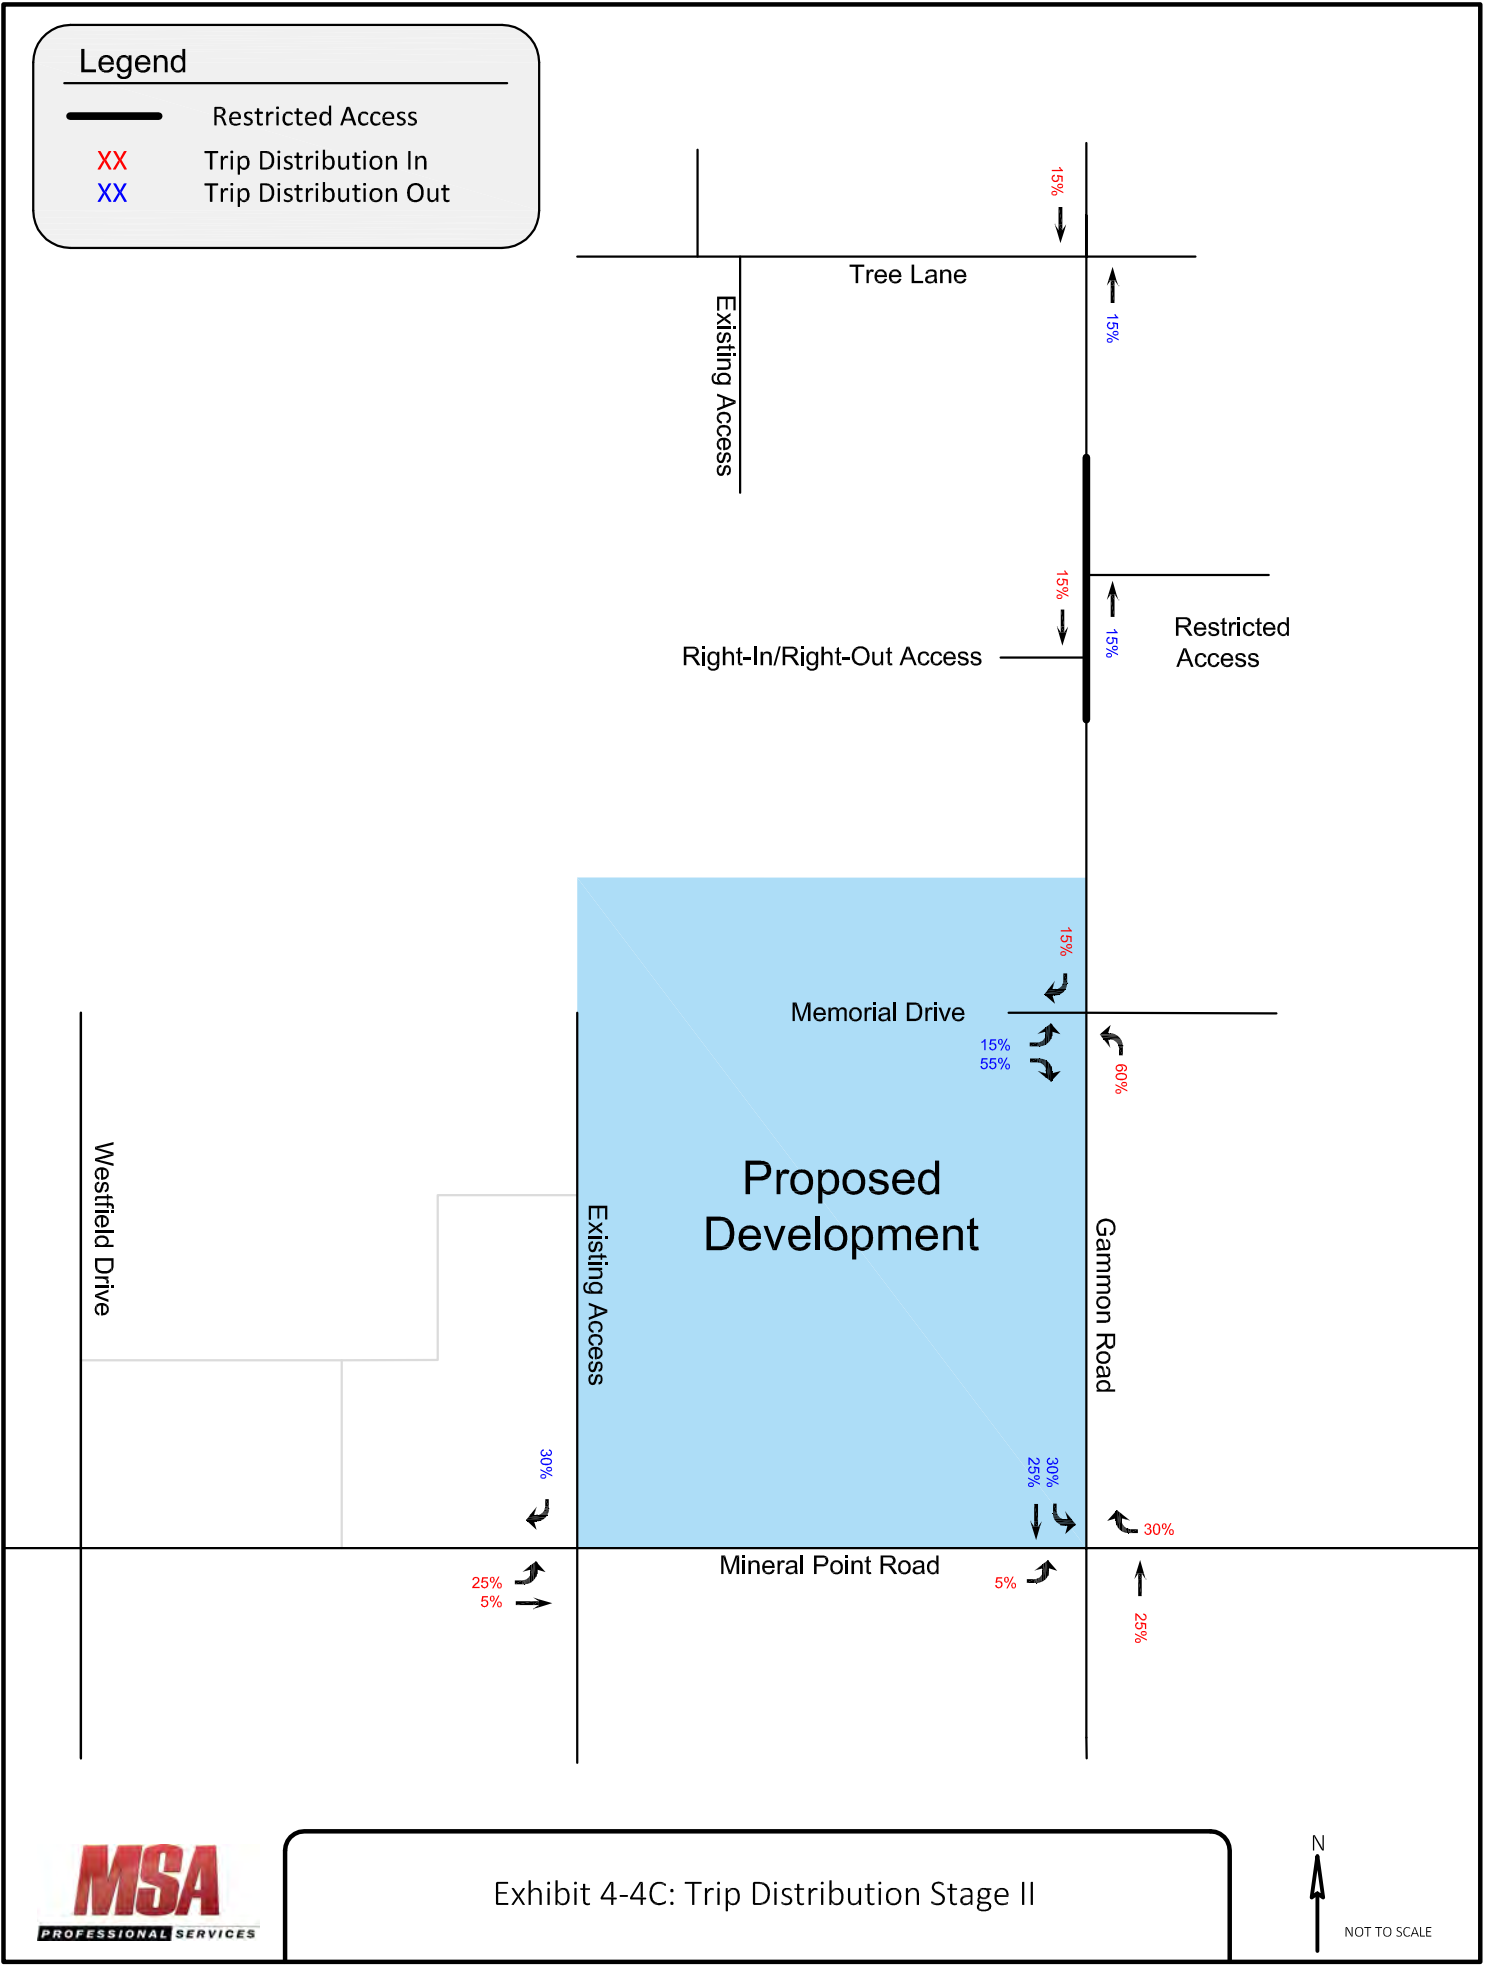 Legend
Restricted Access
XX Trip Distribution In
XX Trip Distribution Out
15%
Tree Lane
15%
Existing Access
15%
15%
Restricted
Access
Right-In/Right-Out Access
15%
Memorial Drive
15%
55%
60%
Proposed
Development
Westfield Drive
Existing Access
Gammon Road
30%
25%
30%
30%
Mineral Point Road
25%
5%
5%
25%
MSA
PROFESSIONAL SERVICES
Exhibit 4-4C: Trip Distribution Stage II
N
NOT TO SCALE